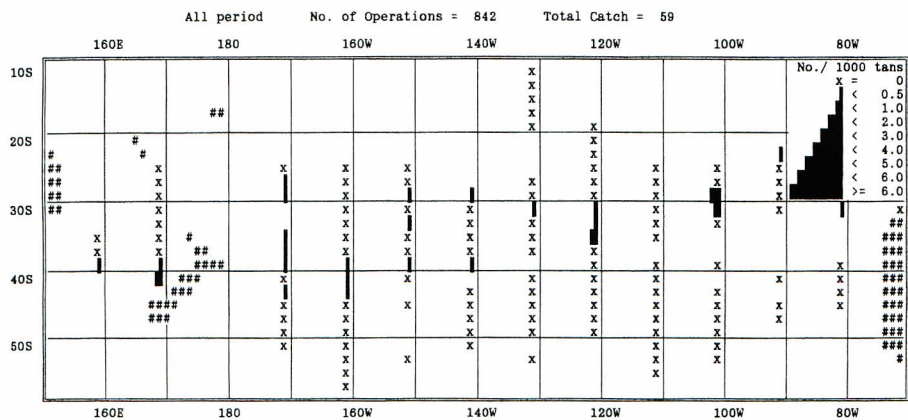 All period No. of Operations = 842 Total Catch = 59
160E 180 160W 140W 120W 100W 80W
No./ 1000 tans
x = 0
< 0.5
< 1.0
< 2.0
< 3.0
< 4.0
< 5.0
< 6.0
>= 6.0
10S
20S
30S
40S
50S
160E 180 160W 140W 120W 100W 80W